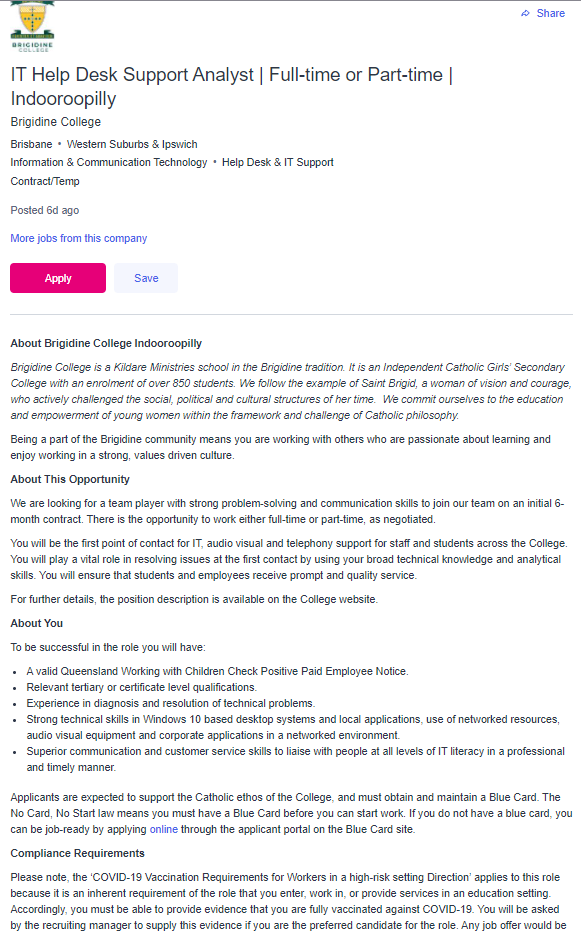 BRIGIDINE
COLLEGE
Share
IT Help Desk Support Analyst | Full-time or Part-time |
Indooroopilly
Brigidine College
Brisbane • Western Suburbs & Ipswich
Information & Communication Technology • Help Desk & IT Support
Contract/Temp
Posted 6d ago
More jobs from this company
Apply
Save
About Brigidine College Indooroopilly
Brigidine College is a Kildare Ministries school in the Brigidine tradition. It is an Independent Catholic Girls' Secondary
College with an enrolment of over 850 students. We follow the example of Saint Brigid, a woman of vision and courage,
who actively challenged the social, political and cultural structures of her time.  We commit ourselves to the education
and empowerment of young women within the framework and challenge of Catholic philosophy.
Being a part of the Brigidine community means you are working with others who are passionate about learning and
enjoy working in a strong, values driven culture.
About This Opportunity
We are looking for a team player with strong problem-solving and communication skills to join our team on an initial 6-
month contract. There is the opportunity to work either full-time or part-time, as negotiated.
You will be the first point of contact for IT, audio visual and telephony support for staff and students across the College.
You will play a vital role in resolving issues at the first contact by using your broad technical knowledge and analytical
skills. You will ensure that students and employees receive prompt and quality service.
For further details, the position description is available on the College website.
About You
To be successful in the role you will have:
• A valid Queensland Working with Children Check Positive Paid Employee Notice.
• Relevant tertiary or certificate level qualifications.
• Experience in diagnosis and resolution of technical problems.
• Strong technical skills in Windows 10 based desktop systems and local applications, use of networked resources,
audio visual equipment and corporate applications in a networked environment.
• Superior communication and customer service skills to liaise with people at all levels of IT literacy in a professional
and timely manner.
Applicants are expected to support the Catholic ethos of the College, and must obtain and maintain a Blue Card. The
No Card, No Start law means you must have a Blue Card before you can start work. If you do not have a blue card, you
can be job-ready by applying online through the applicant portal on the Blue Card site.
Compliance Requirements
Please note, the 'COVID-19 Vaccination Requirements for Workers in a high-risk setting Direction' applies to this role
because it is an inherent requirement of the role that you enter, work in, or provide services in an education setting.
Accordingly, you must be able to provide evidence that you are fully vaccinated against COVID-19. You will be asked
by the recruiting manager to supply this evidence if you are the preferred candidate for the role. Any job offer would be